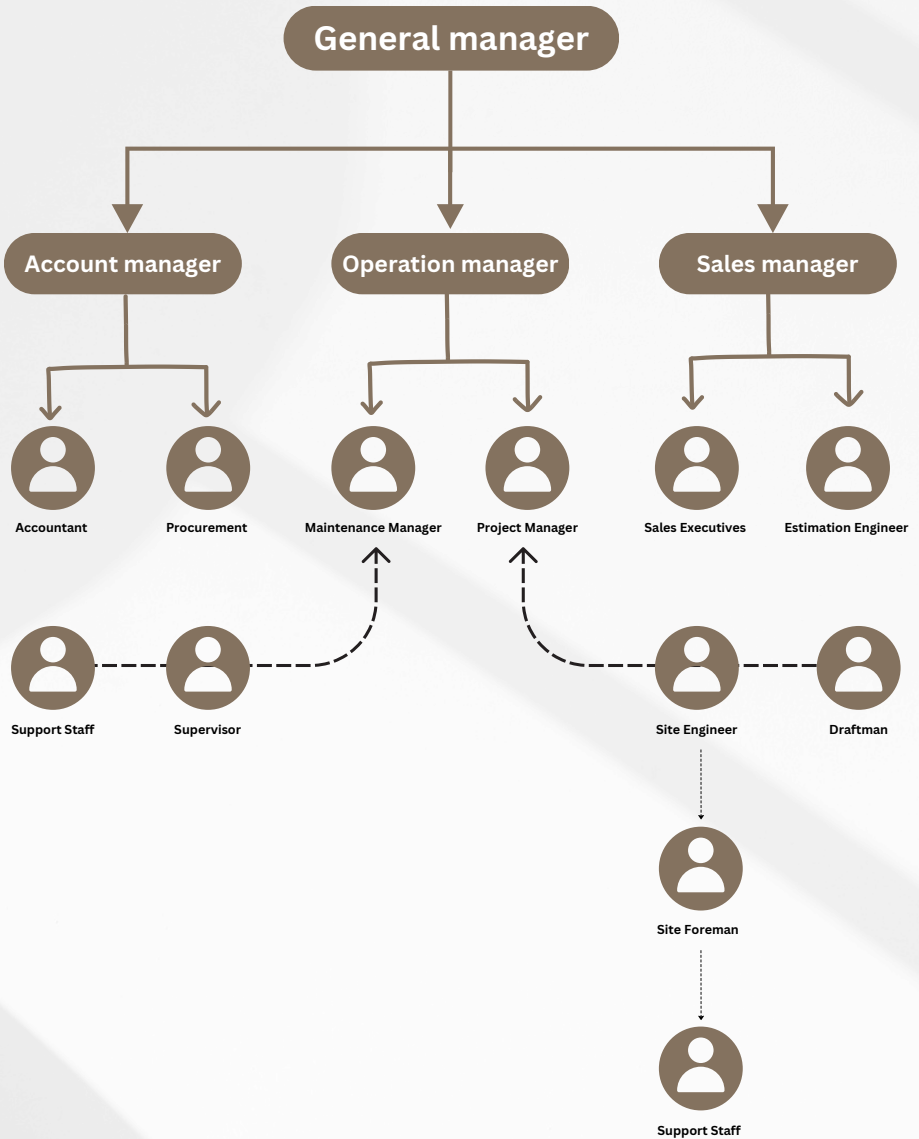 General manager
Account manager
Operation manager
Sales manager
Accountant
Procurement
Maintenance Manager
Project Manager
Sales Executives
Estimation Engineer
Support Staff
Supervisor
Site Engineer
Draftman
Site Foreman
Support Staff